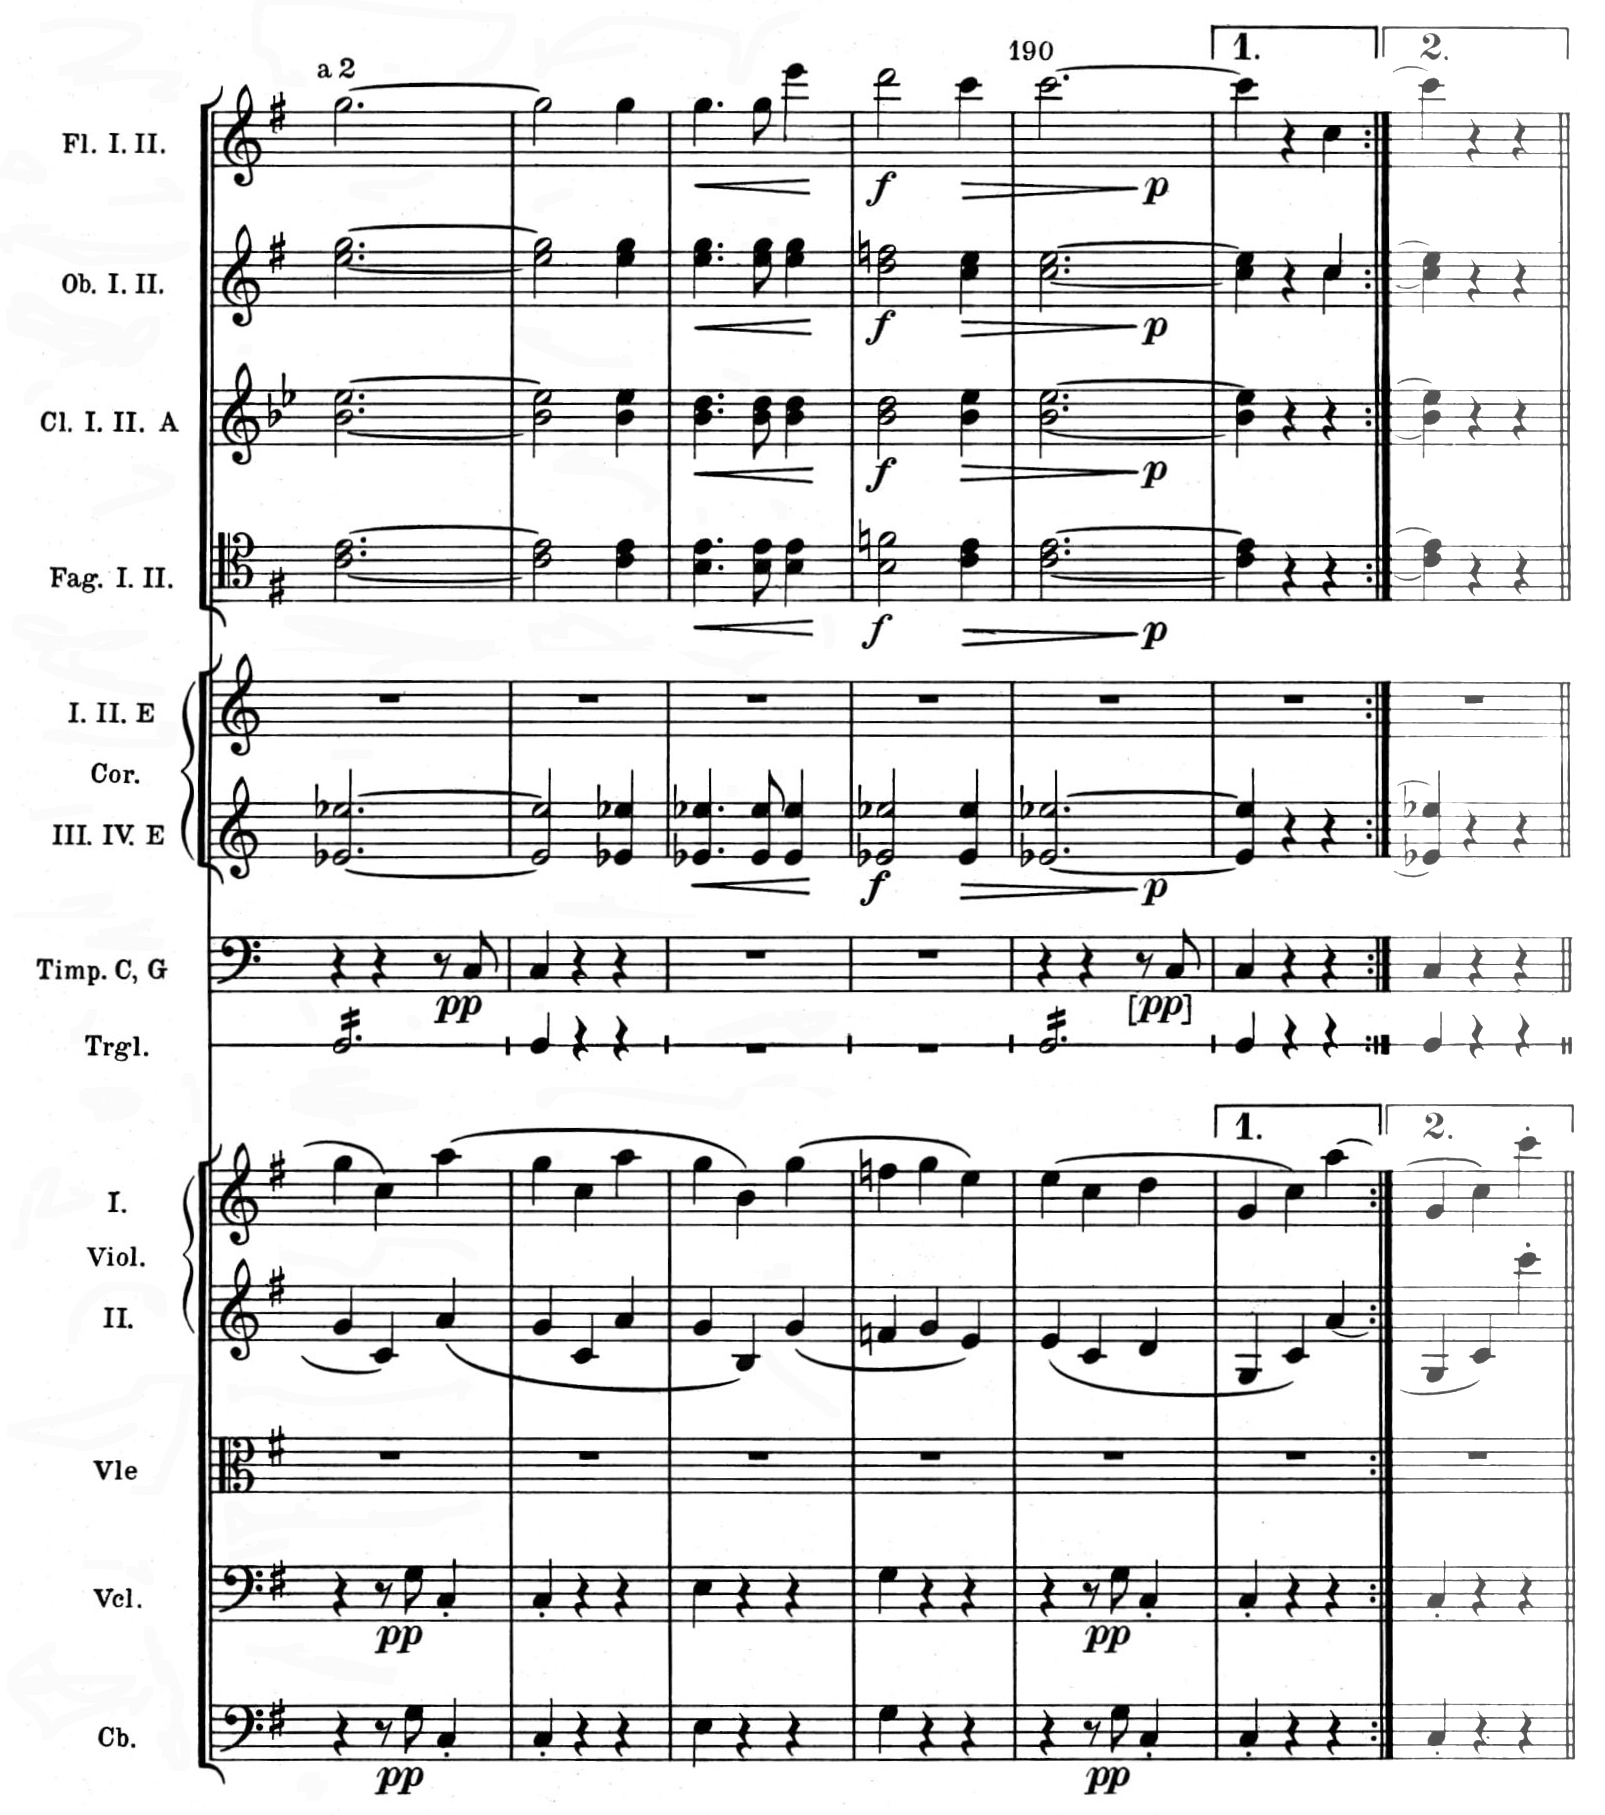 190
1.
2.
a 2
Fl. I. II.
f
p
Ob. I. II.
f
p
Cl. I. II. A
f
p
Fag. I. II.
f
p
I. II. E
Cor.
III. IV. E
f
p
Timp. C, G
pp
[pp]
Trgl.
1.
2.
I.
Viol.
II.
Vle
Vcl.
pp
pp
Cb.
pp
pp